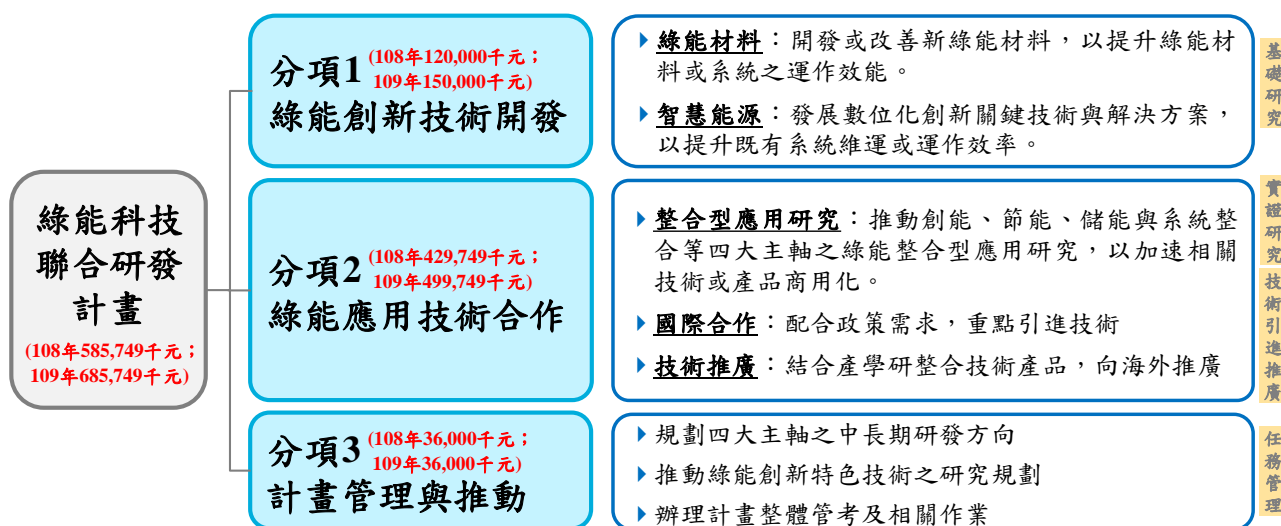 綠能科技
聯合研發
計畫
(108年585,749千元；
109年685,749千元)
分項1 (108年120,000千元；
109年150,000千元)
綠能創新技術開發
▸綠能材料：開發或改善新綠能材料，以提升綠能材
料或系統之運作效能。
▸智慧能源：發展數位化創新關鍵技術與解決方案，
以提升既有系統維運或運作效率。
基
礎
研
究
分項2 (108年429,749千元；
109年499,749千元)
綠能應用技術合作
▸整合型應用研究：推動創能、節能、儲能與系統整
合等四大主軸之綠能整合型應用研究，以加速相關
技術或產品商用化。
▸國際合作：配合政策需求，重點引進技術
▸技術推廣：結合產學研整合技術產品，向海外推廣
實
證
研
究
技
術
引
進
推
廣
分項3 (108年36,000千元；
109年36,000千元)
計畫管理與推動
▸規劃四大主軸之中長期研發方向
▸推動綠能創新特色技術之研究規劃
▸辦理計畫整體管考及相關作業
任
務
管
理